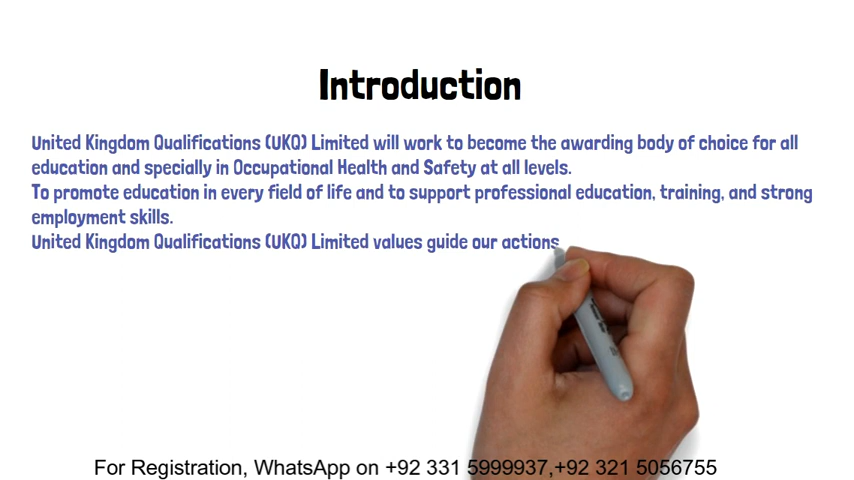 Introduction
United Kingdom Qualifications (UKQ) Limited will work to become the awarding body of choice for all
education and specially in Occupational Health and Safety at all levels.
To promote education in every field of life and to support professional education, training, and strong
employment skills.
United Kingdom Qualifications (UKQ) Limited values guide our actions
For Registration, WhatsApp on +92 331 5999937,+92 321 5056755